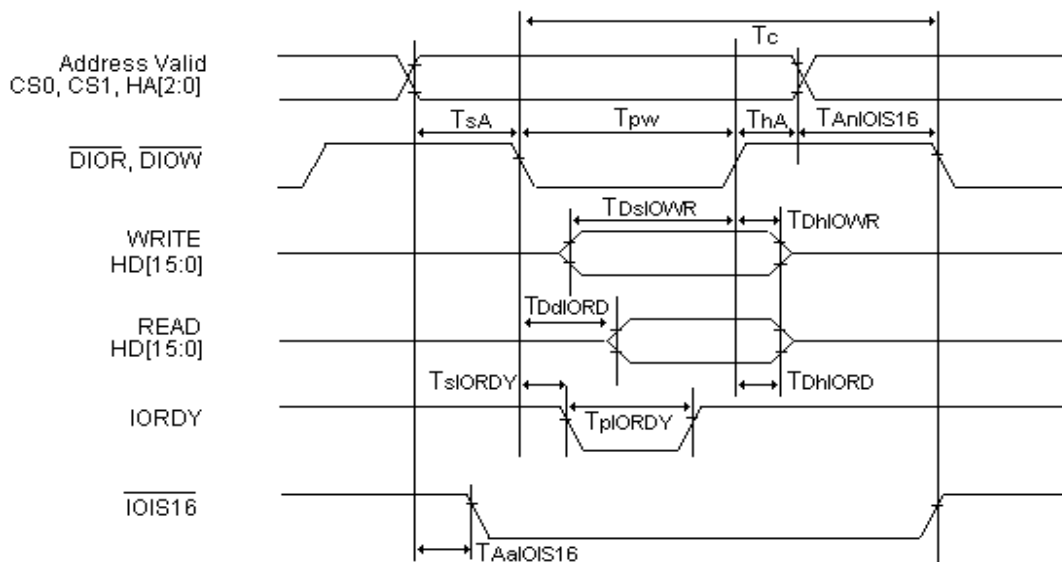 Tc
Address Valid
CS0, CS1, HA[2:0]
TsA
Tpw
ThA
TAnIOIS16
DIOR, DIOW
TDsIOWR
TDhIOWR
WRITE
HD[15:0]
TDdIORD
READ
HD[15:0]
TsIORDY
TDhIORD
IORDY
TpIORDY
IOIS16
TAaIOIS16